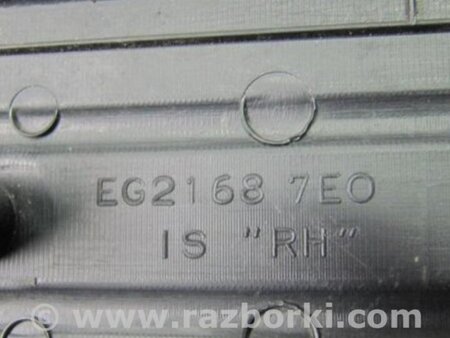 EG2168 7E0
IS "RH"
www.razborki.com